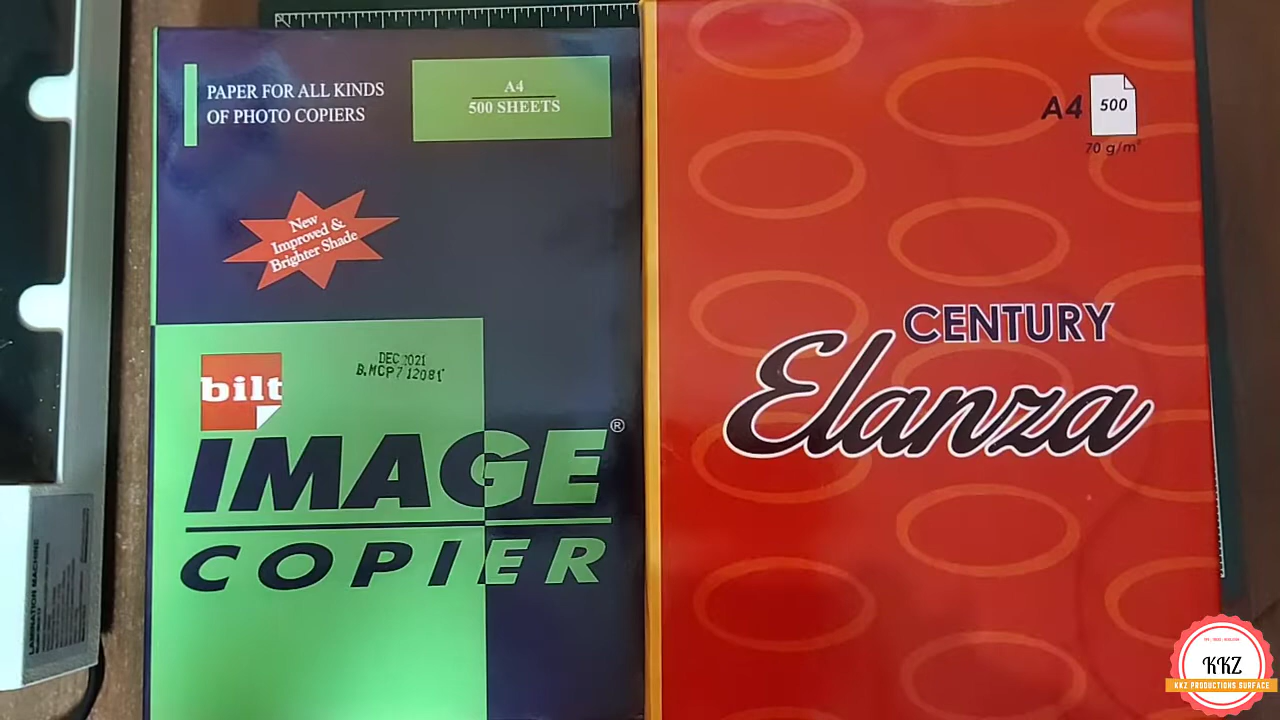 PAPER FOR ALL KINDS
OF PHOTO COPIERS
A4
500 SHEETS
New
Improved &
Brighter Shade
bilt
DEC 2021
B.MCP7 12081
IMAGE®
COPIER
A4 500
70 g/m²
CENTURY
Elanza
LAMINATION MACHINE
KKZ
KKZ PRODUCTIONS SURFACE